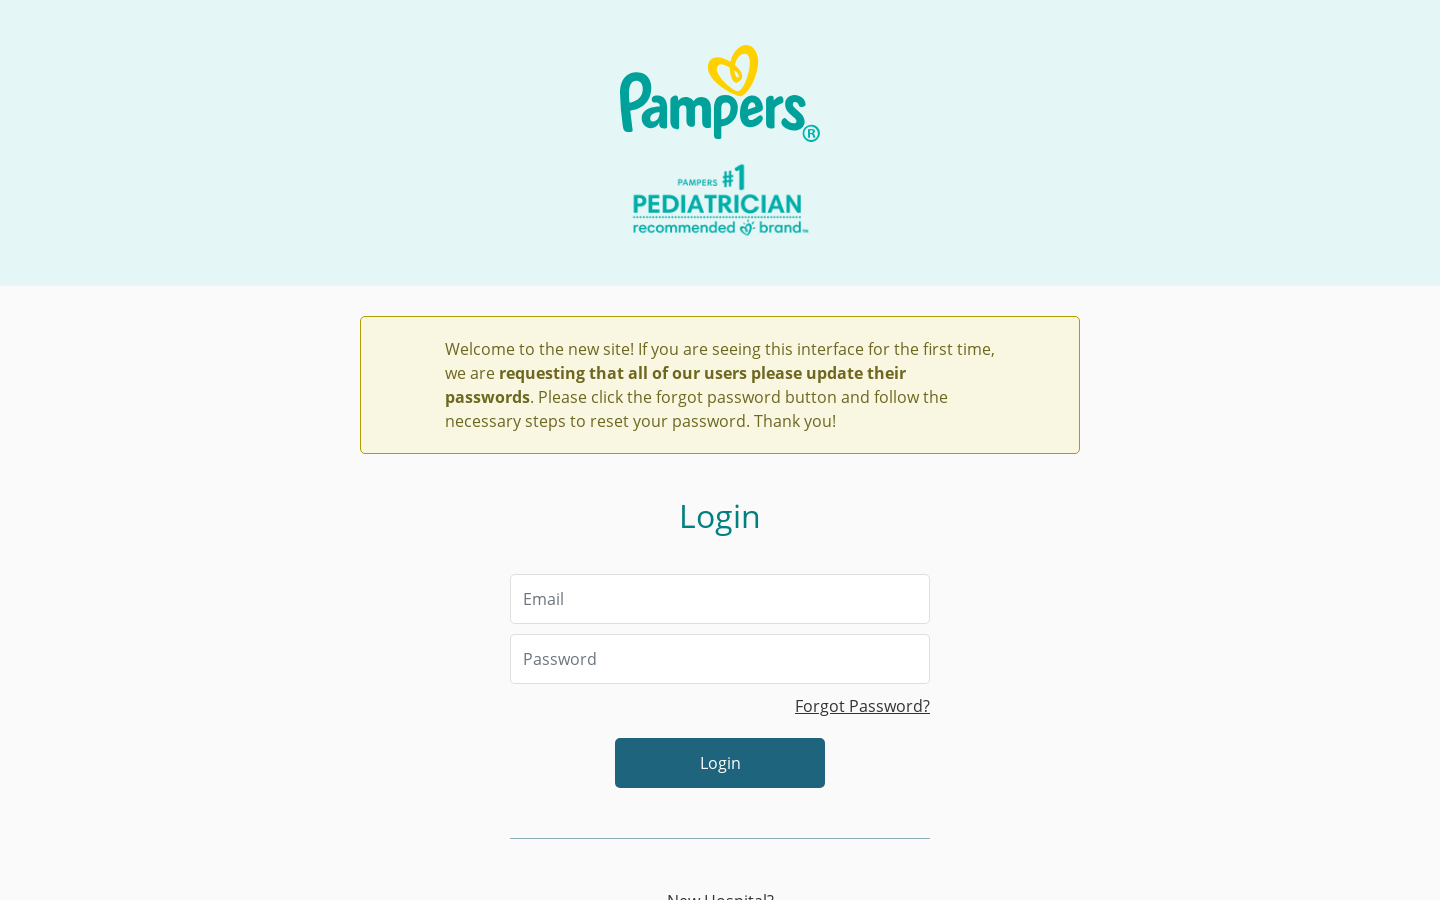 Pampers®
PAMPERS #1
PEDIATRICIAN
recommended brand™
Welcome to the new site! If you are seeing this interface for the first time,
we are requesting that all of our users please update their
passwords. Please click the forgot password button and follow the
necessary steps to reset your password. Thank you!
Login
Email
Password
Forgot Password?
Login
New Hospital?